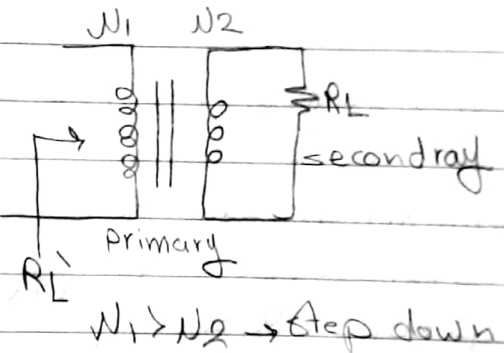 N1 N2
RL
secondray
primary
RL'
N1 > N2 → step down